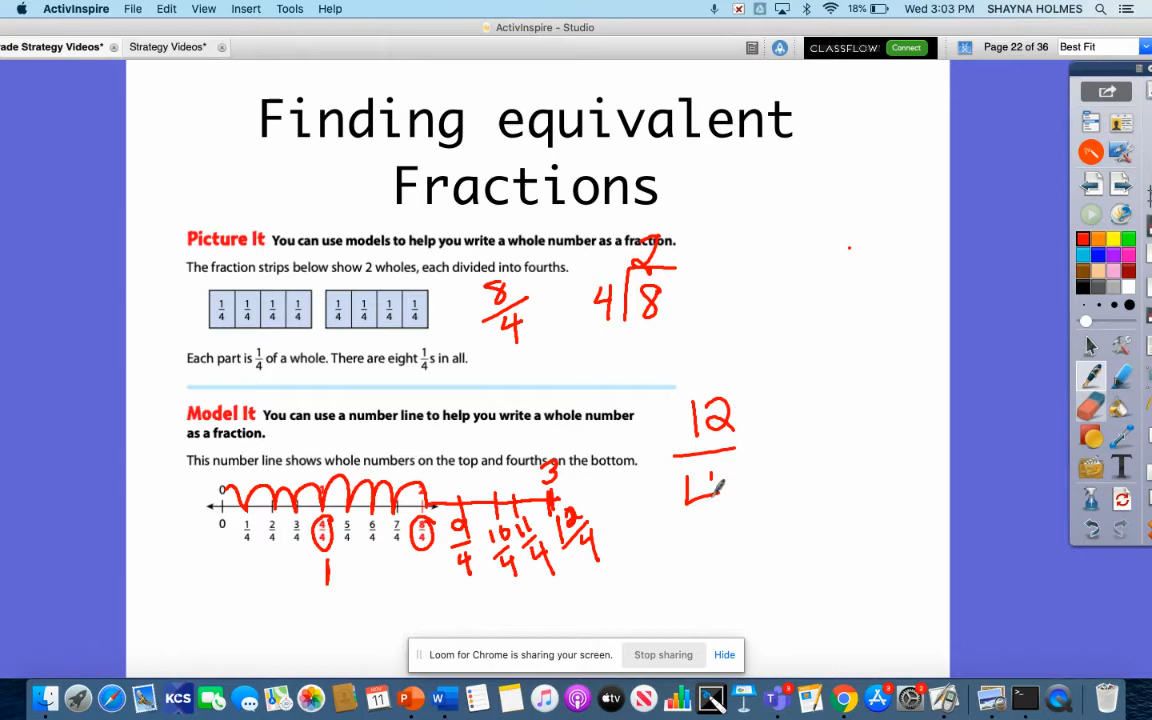 ActivInspire File Edit View Insert Tools Help 18% Wed 3:03 PM SHAYNA HOLMES
ActivInspire - Studio
rade Strategy Videos* Strategy Videos* CLASSFLOW Connect Page 22 of 36 Best Fit
Finding equivalent
Fractions
Picture It You can use models to help you write a whole number as a fraction.
The fraction strips below show 2 wholes, each divided into fourths.
1/4 1/4 1/4 1/4 1/4 1/4 1/4 1/4
8/4
2
4 8
Each part is 1/4 of a whole. There are eight 1/4s in all.
Model It You can use a number line to help you write a whole number
as a fraction.
This number line shows whole numbers on the top and fourths on the bottom.
0 3
0 1/4 2/4 3/4 4/4 5/4 6/4 7/4 8/4 9/4 10/4 11/4 12/4
1
12
4
Loom for Chrome is sharing your screen. Stop sharing Hide
KCS NOV 11 tv